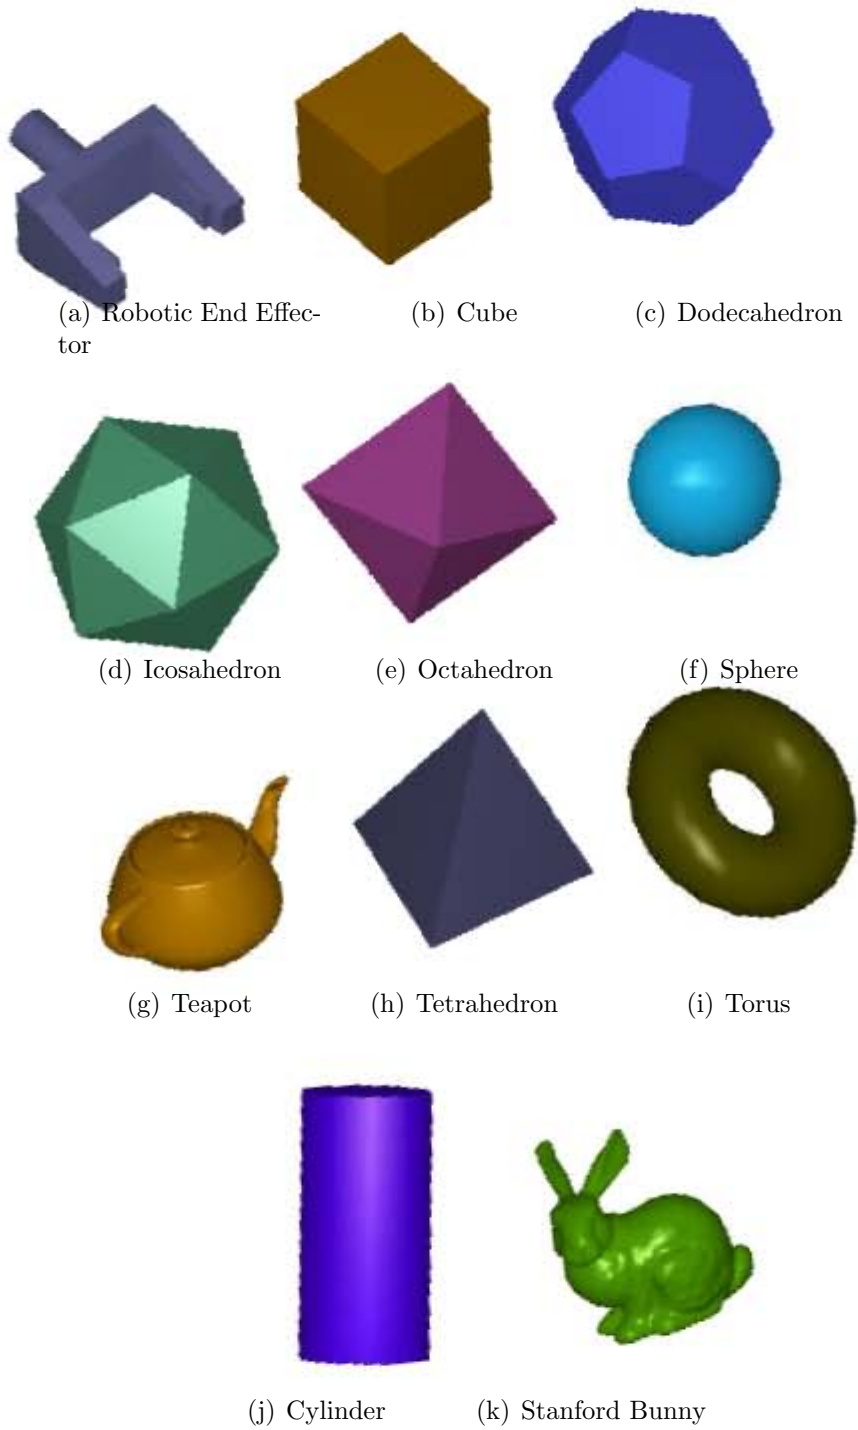 (a) Robotic End Effec-
tor
(b) Cube
(c) Dodecahedron
(d) Icosahedron
(e) Octahedron
(f) Sphere
(g) Teapot
(h) Tetrahedron
(i) Torus
(j) Cylinder
(k) Stanford Bunny